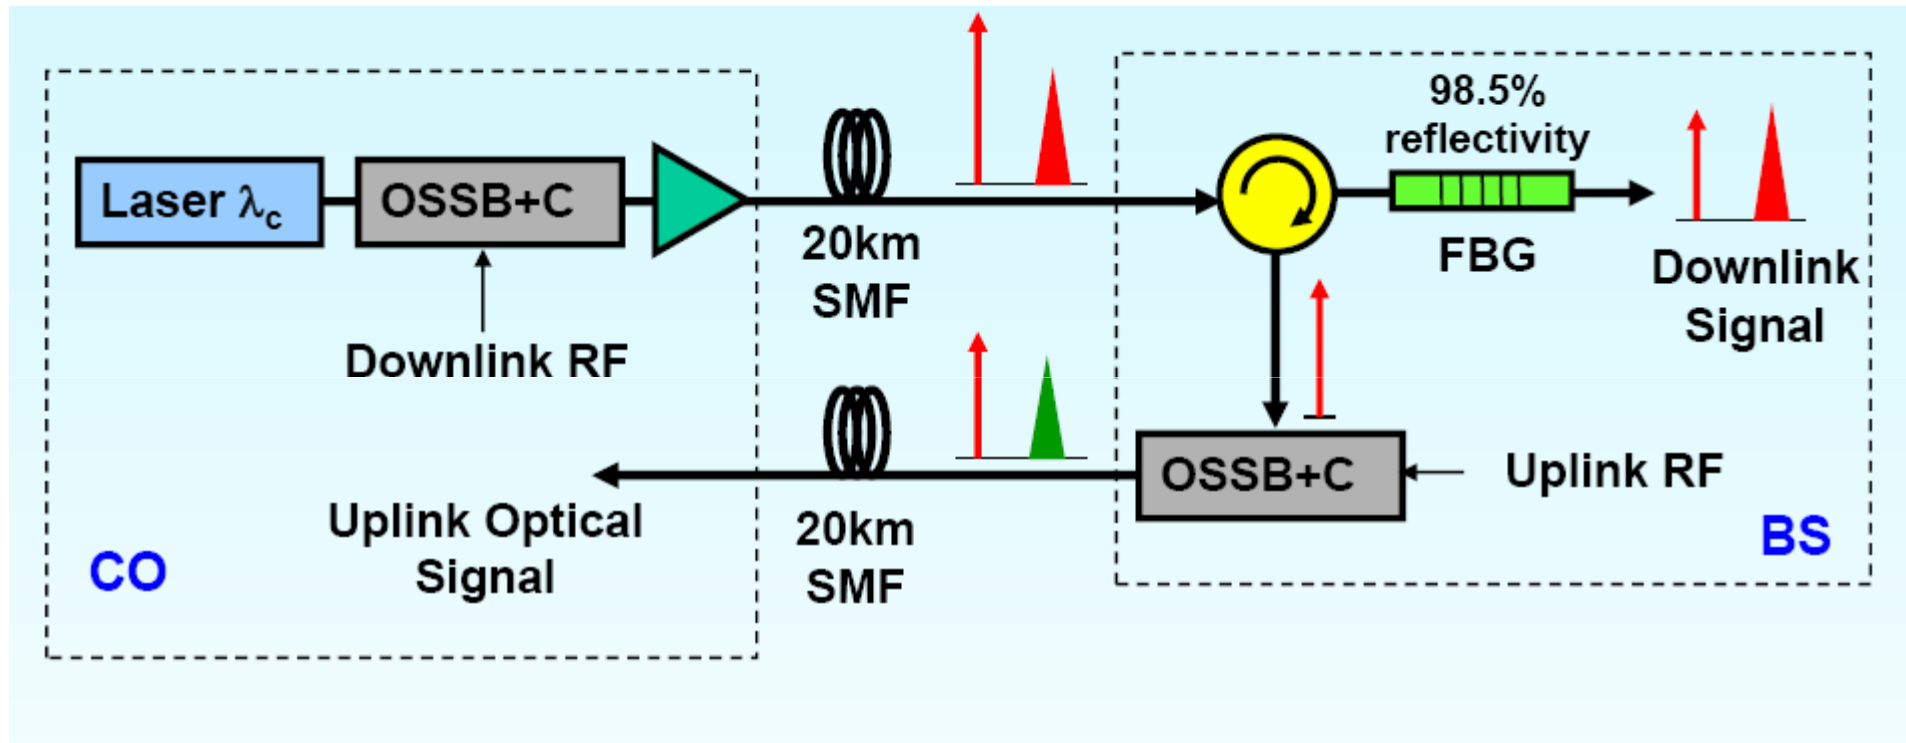 98.5%
reflectivity
Laser λc
OSSB+C
20km
SMF
FBG
Downlink
Signal
Downlink RF
OSSB+C
Uplink RF
Uplink Optical
Signal
20km
SMF
CO
BS